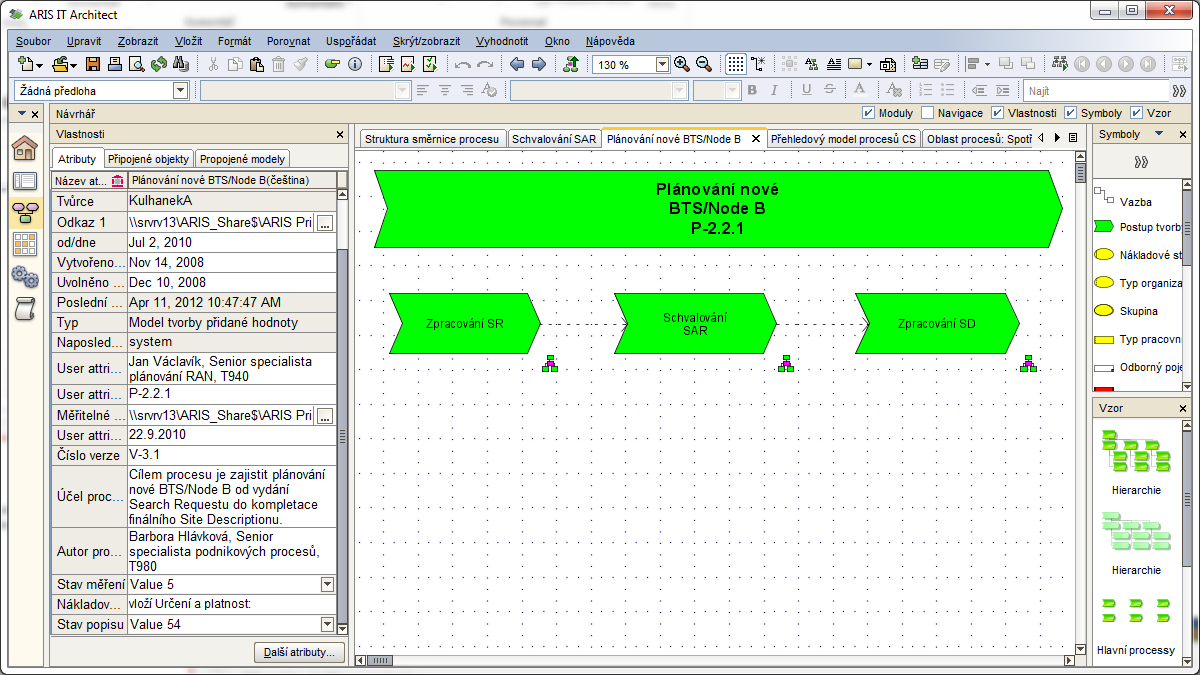 ARIS IT Architect
Soubor Upravit Zobrazit Vložit Formát Porovnat Uspořádat Skrýt/zobrazit Vyhodnotit Okno Nápověda
130 %
Žádná předloha
B I U S A
Najít
Návrhář
Moduly Navigace Vlastnosti Symboly Vzor
Vlastnosti
Atributy Připojené objekty Propojené modely
Název at... Plánování nové BTS/Node B(čeština)
Tvůrce KulhanekA
Odkaz 1 \\srvrv13\ARIS_Share$\ARIS Pri ...
od/dne Jul 2, 2010
Vytvořeno... Nov 14, 2008
Uvolněno ... Dec 10, 2008
Poslední ... Apr 11, 2012 10:47:47 AM
Typ Model tvorby přidané hodnoty
Naposled... system
User attri... Jan Václavík, Senior specialista
plánování RAN, T940
User attri... P-2.2.1
Měřitelné ... \\srvrv13\ARIS_Share$\ARIS Pri ...
User attri... 22.9.2010
Číslo verze V-3.1
Účel proc... Cílem procesu je zajistit plánování
nové BTS/Node B od vydání
Search Requestu do kompletace
finálního Site Descriptionu.
Autor pro... Barbora Hlávková, Senior
specialista podnikových procesů,
T980
Stav měření Value 5
Nákladov... vloží Určení a platnost:
Stav popisu Value 54
Další atributy...
Struktura směrnice procesu Schvalování SAR Plánování nové BTS/Node B Přehledový model procesů CS Oblast procesů: Spotř
Plánování nové
BTS/Node B
P-2.2.1
Zpracování SR
Schvalování
SAR
Zpracování SD
Symboly
Vazba
Postup tvorb
Nákladové st
Typ organiza
Skupina
Typ pracovn
Odborný poje
Vzor
Hierarchie
Hierarchie
Hlavní processy